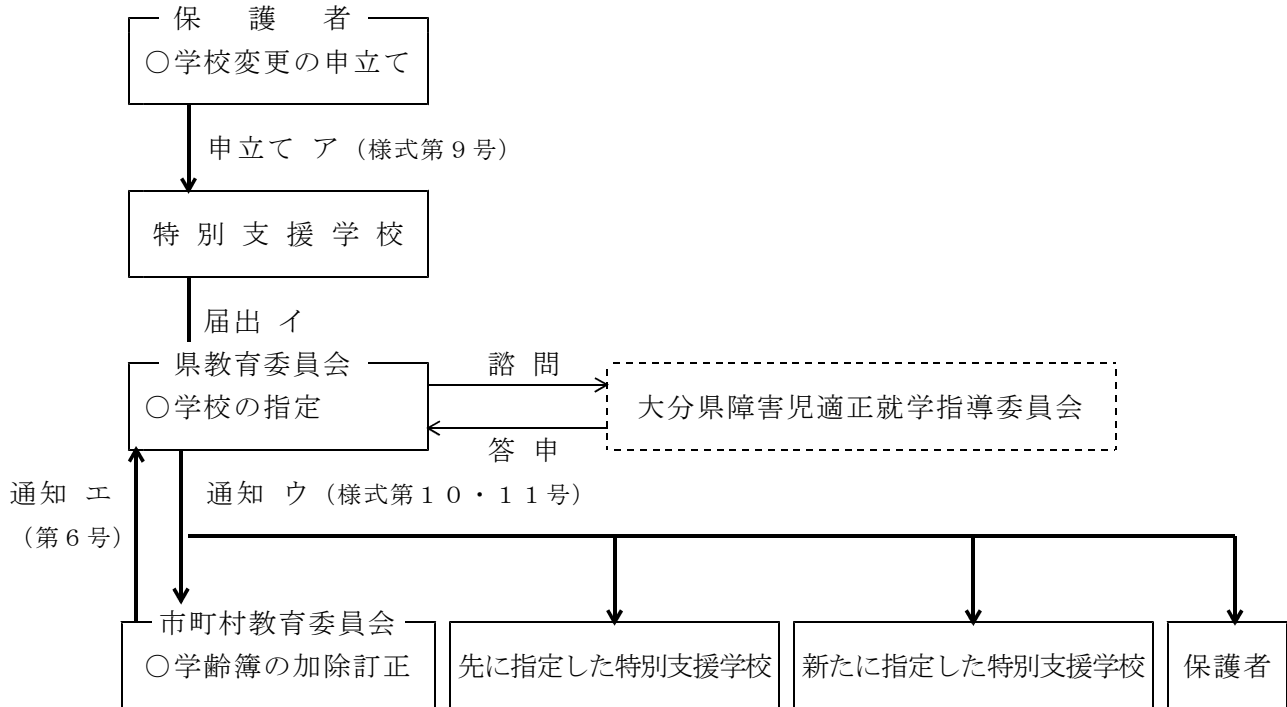 保　護　者
○学校変更の申立て
申立て ア（様式第９号）
特 別 支 援 学 校
届出 イ
県教育委員会
○学校の指定
諮 問
大分県障害児適正就学指導委員会
答 申
通知 エ
（第６号）
通知 ウ（様式第１０・１１号）
市町村教育委員会
○学齢簿の加除訂正
先に指定した特別支援学校
新たに指定した特別支援学校
保護者